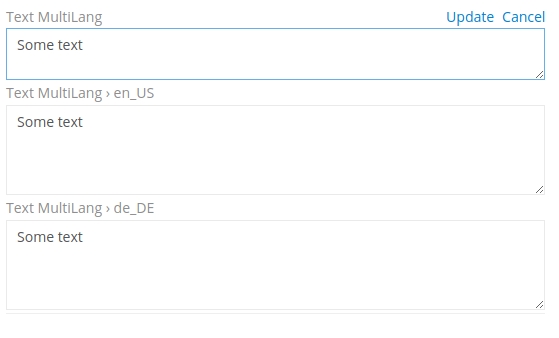 Text MultiLang Update Cancel
Some text
Text MultiLang › en_US
Some text
Text MultiLang › de_DE
Some text